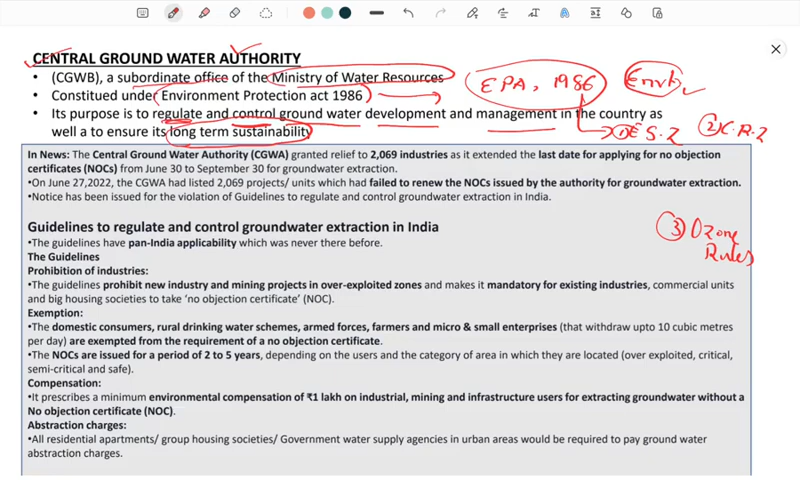 CENTRAL GROUND WATER AUTHORITY
• (CGWB), a subordinate office of the Ministry of Water Resources
• Constitued under Environment Protection act 1986
• Its purpose is to regulate and control ground water development and management in the country as
well a to ensure its long term sustainability
EPA, 1986
① E S.Z
② C.R.Z
③ Ozone
Rules
In News: The Central Ground Water Authority (CGWA) granted relief to 2,069 industries as it extended the last date for applying for no objection
certificates (NOCs) from June 30 to September 30 for groundwater extraction.
•On June 27,2022, the CGWA had listed 2,069 projects/ units which had failed to renew the NOCs issued by the authority for groundwater extraction.
•Notice has been issued for the violation of Guidelines to regulate and control groundwater extraction in India.
Guidelines to regulate and control groundwater extraction in India
•The guidelines have pan-India applicability which was never there before.
The Guidelines
Prohibition of industries:
•The guidelines prohibit new industry and mining projects in over-exploited zones and makes it mandatory for existing industries, commercial units
and big housing societies to take ‘no objection certificate’ (NOC).
Exemption:
•The domestic consumers, rural drinking water schemes, armed forces, farmers and micro & small enterprises (that withdraw upto 10 cubic metres
per day) are exempted from the requirement of a no objection certificate.
•The NOCs are issued for a period of 2 to 5 years, depending on the users and the category of area in which they are located (over exploited, critical,
semi-critical and safe).
Compensation:
•It prescribes a minimum environmental compensation of ₹1 lakh on industrial, mining and infrastructure users for extracting groundwater without a
No objection certificate (NOC).
Abstraction charges:
•All residential apartments/ group housing societies/ Government water supply agencies in urban areas would be required to pay ground water
abstraction charges.